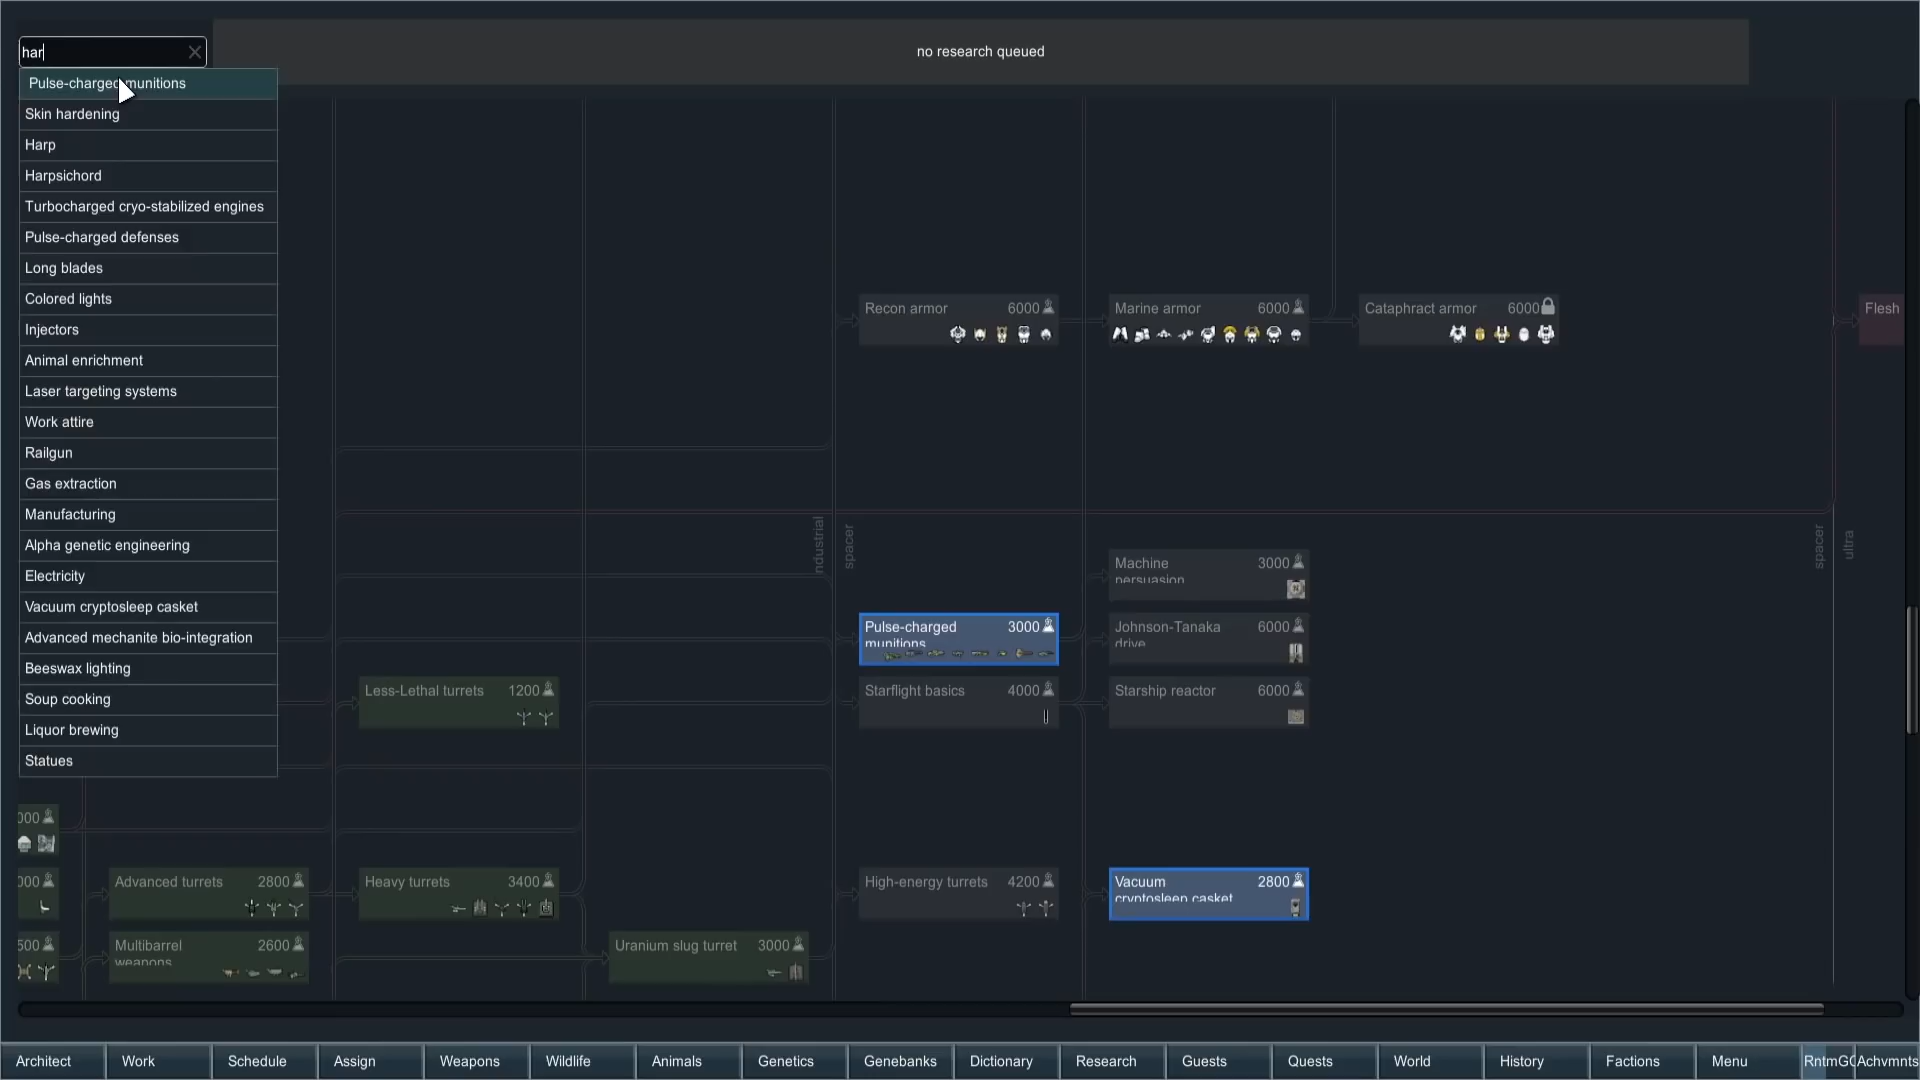 har
no research queued
Pulse-charged munitions
Skin hardening
Harp
Harpsichord
Turbocharged cryo-stabilized engines
Pulse-charged defenses
Long blades
Colored lights
Injectors
Animal enrichment
Laser targeting systems
Work attire
Railgun
Gas extraction
Manufacturing
Alpha genetic engineering
Electricity
Vacuum cryptosleep casket
Advanced mechanite bio-integration
Beeswax lighting
Soup cooking
Liquor brewing
Statues
Recon armor 6000
Marine armor 6000
Cataphract armor 6000
Flesh
ndustrial
spacer
spacer
ultra
Machine 3000
persuasion
Pulse-charged 3000
munitions
Johnson-Tanaka 6000
drive
Less-Lethal turrets 1200
Starflight basics 4000
Starship reactor 6000
000
000
Advanced turrets 2800
Heavy turrets 3400
High-energy turrets 4200
Vacuum 2800
cryptosleep casket
500
Multibarrel 2600
weapons
Uranium slug turret 3000
Architect
Work
Schedule
Assign
Weapons
Wildlife
Animals
Genetics
Genebanks
Dictionary
Research
Guests
Quests
World
History
Factions
Menu
RntmGC
Achvmnts